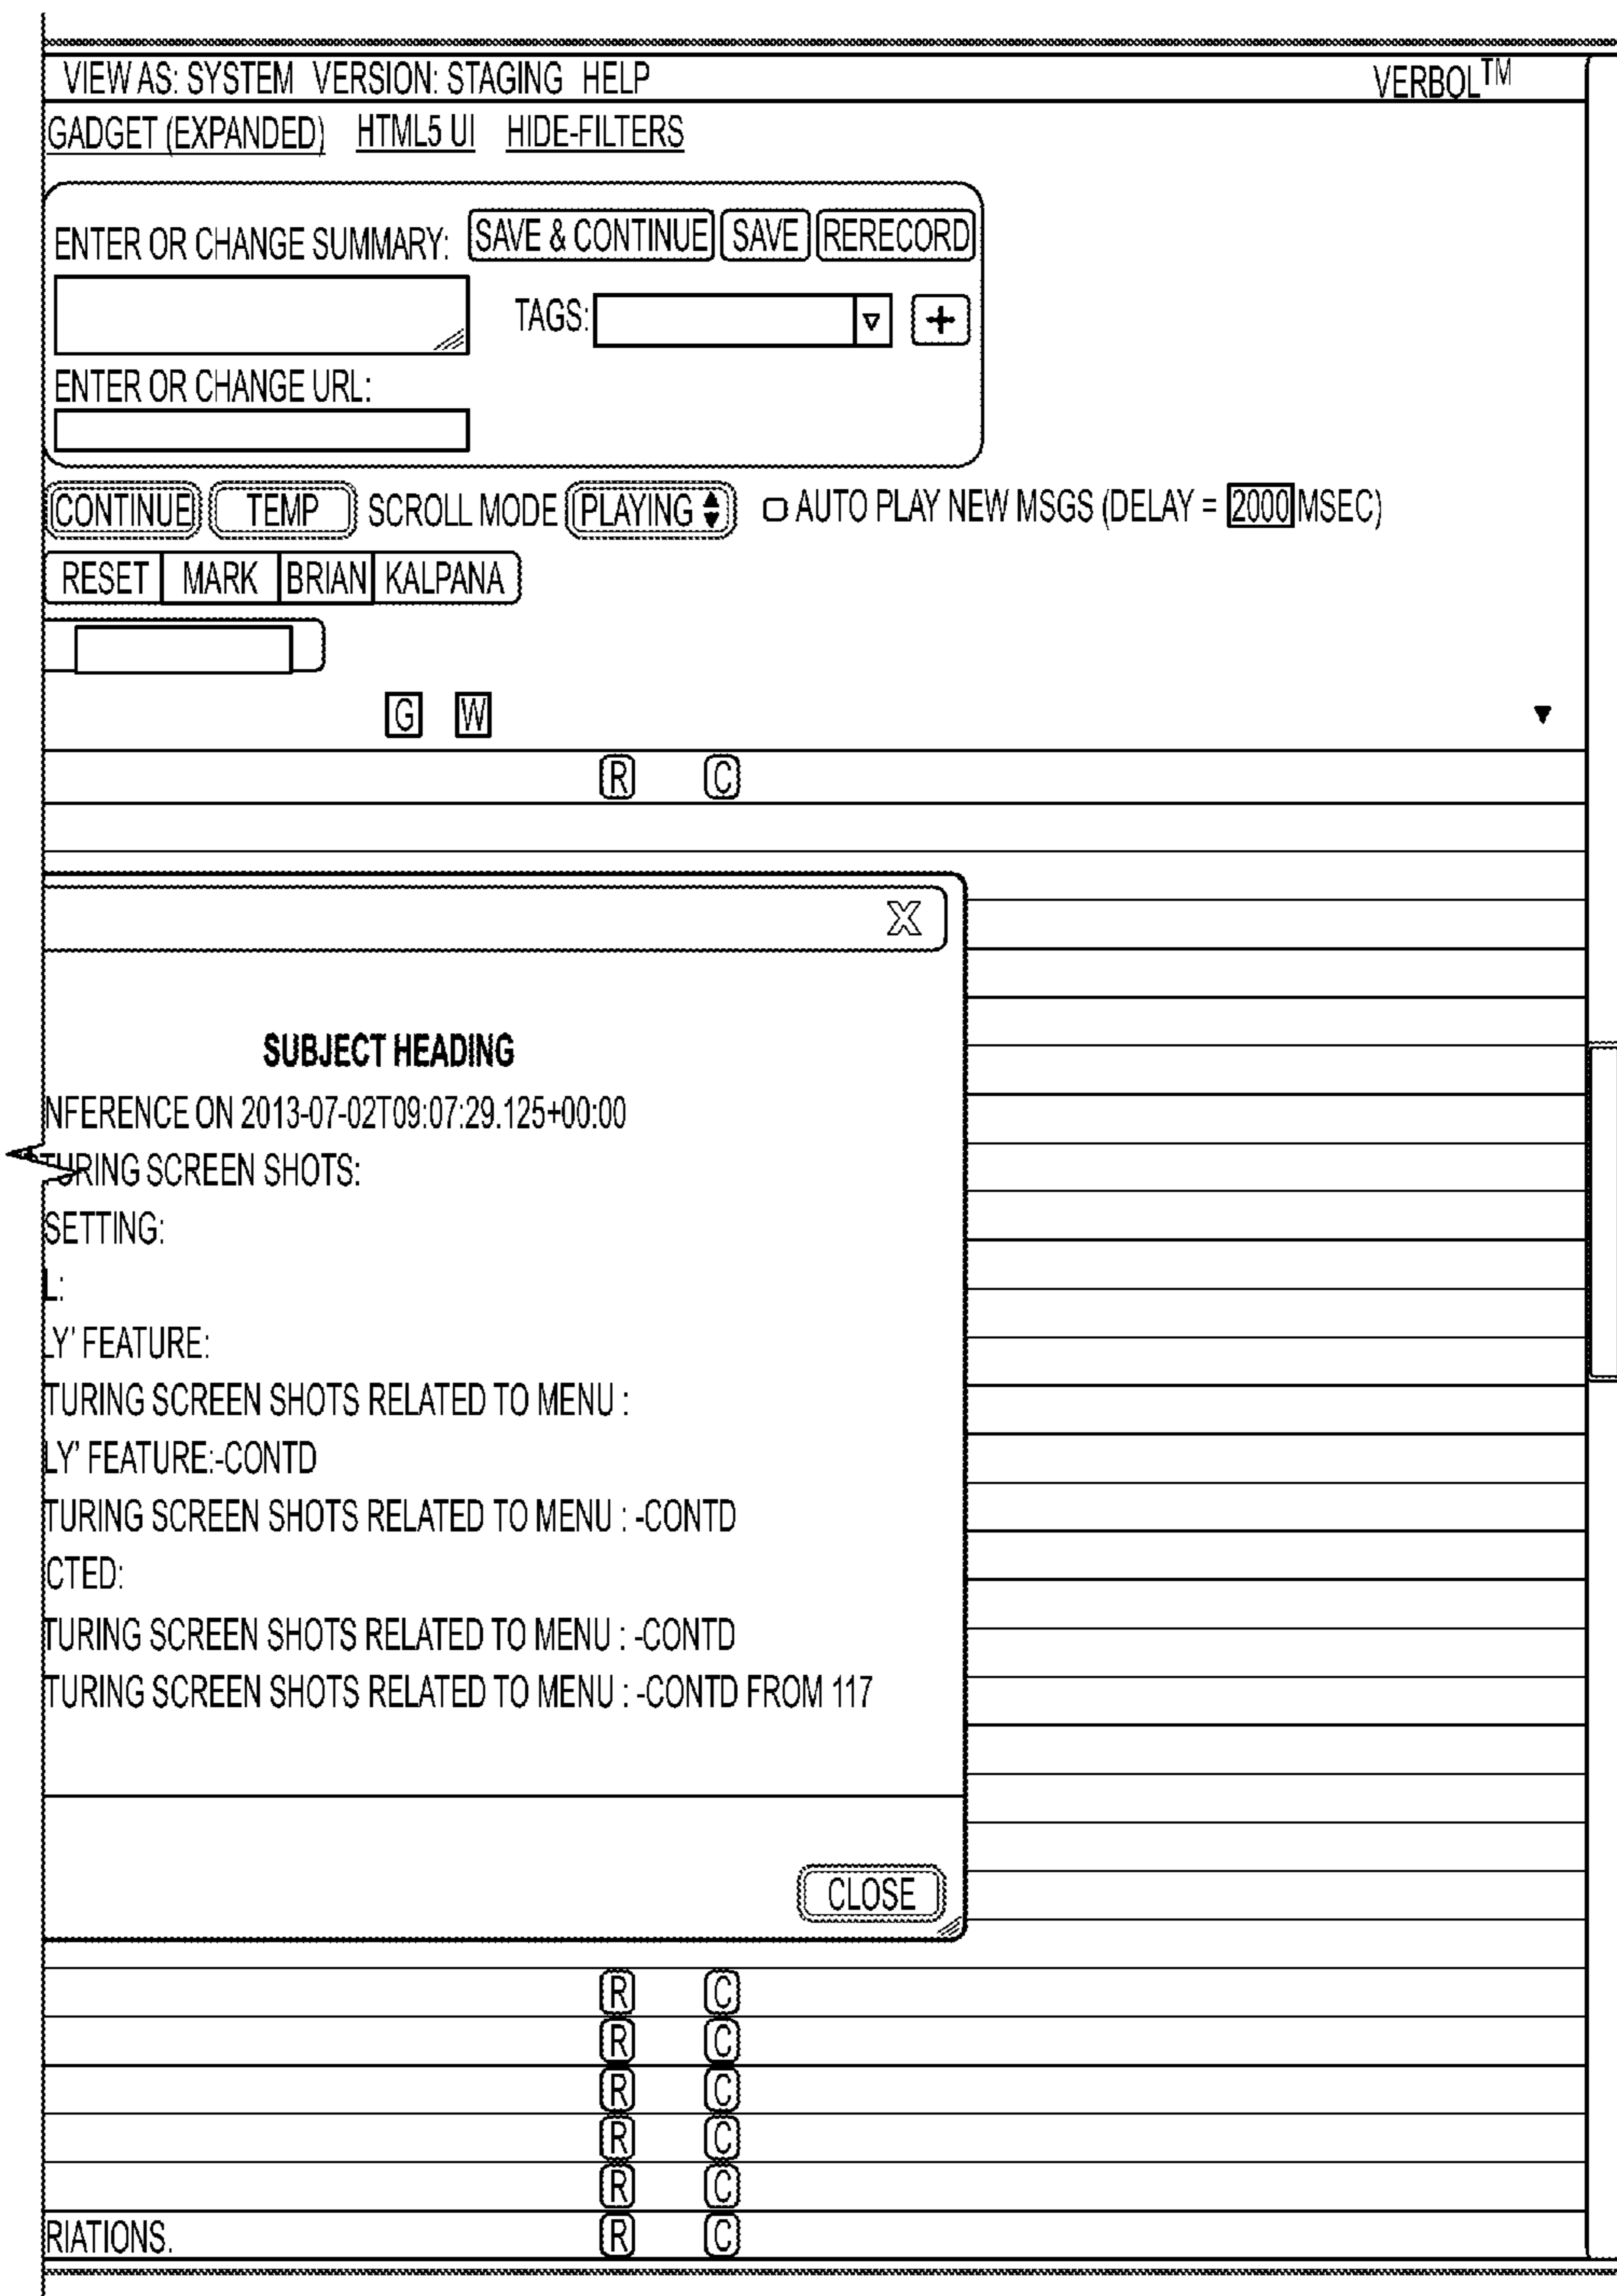 VIEW AS: SYSTEM VERSION: STAGING HELP VERBOL™
GADGET (EXPANDED) HTML5 UI HIDE-FILTERS
ENTER OR CHANGE SUMMARY: SAVE & CONTINUE SAVE RERECORD
TAGS: +
ENTER OR CHANGE URL:
CONTINUE TEMP SCROLL MODE PLAYING AUTO PLAY NEW MSGS (DELAY = 2000 MSEC)
RESET MARK BRIAN KALPANA
G W
R C
X
SUBJECT HEADING
NFERENCE ON 2013-07-02T09:07:29.125+00:00
TURING SCREEN SHOTS:
SETTING:
L:
LY' FEATURE:
TURING SCREEN SHOTS RELATED TO MENU :
LY' FEATURE:-CONTD
TURING SCREEN SHOTS RELATED TO MENU : -CONTD
CTED:
TURING SCREEN SHOTS RELATED TO MENU : -CONTD
TURING SCREEN SHOTS RELATED TO MENU : -CONTD FROM 117
CLOSE
R C
R C
R C
R C
R C
RIATIONS. R C